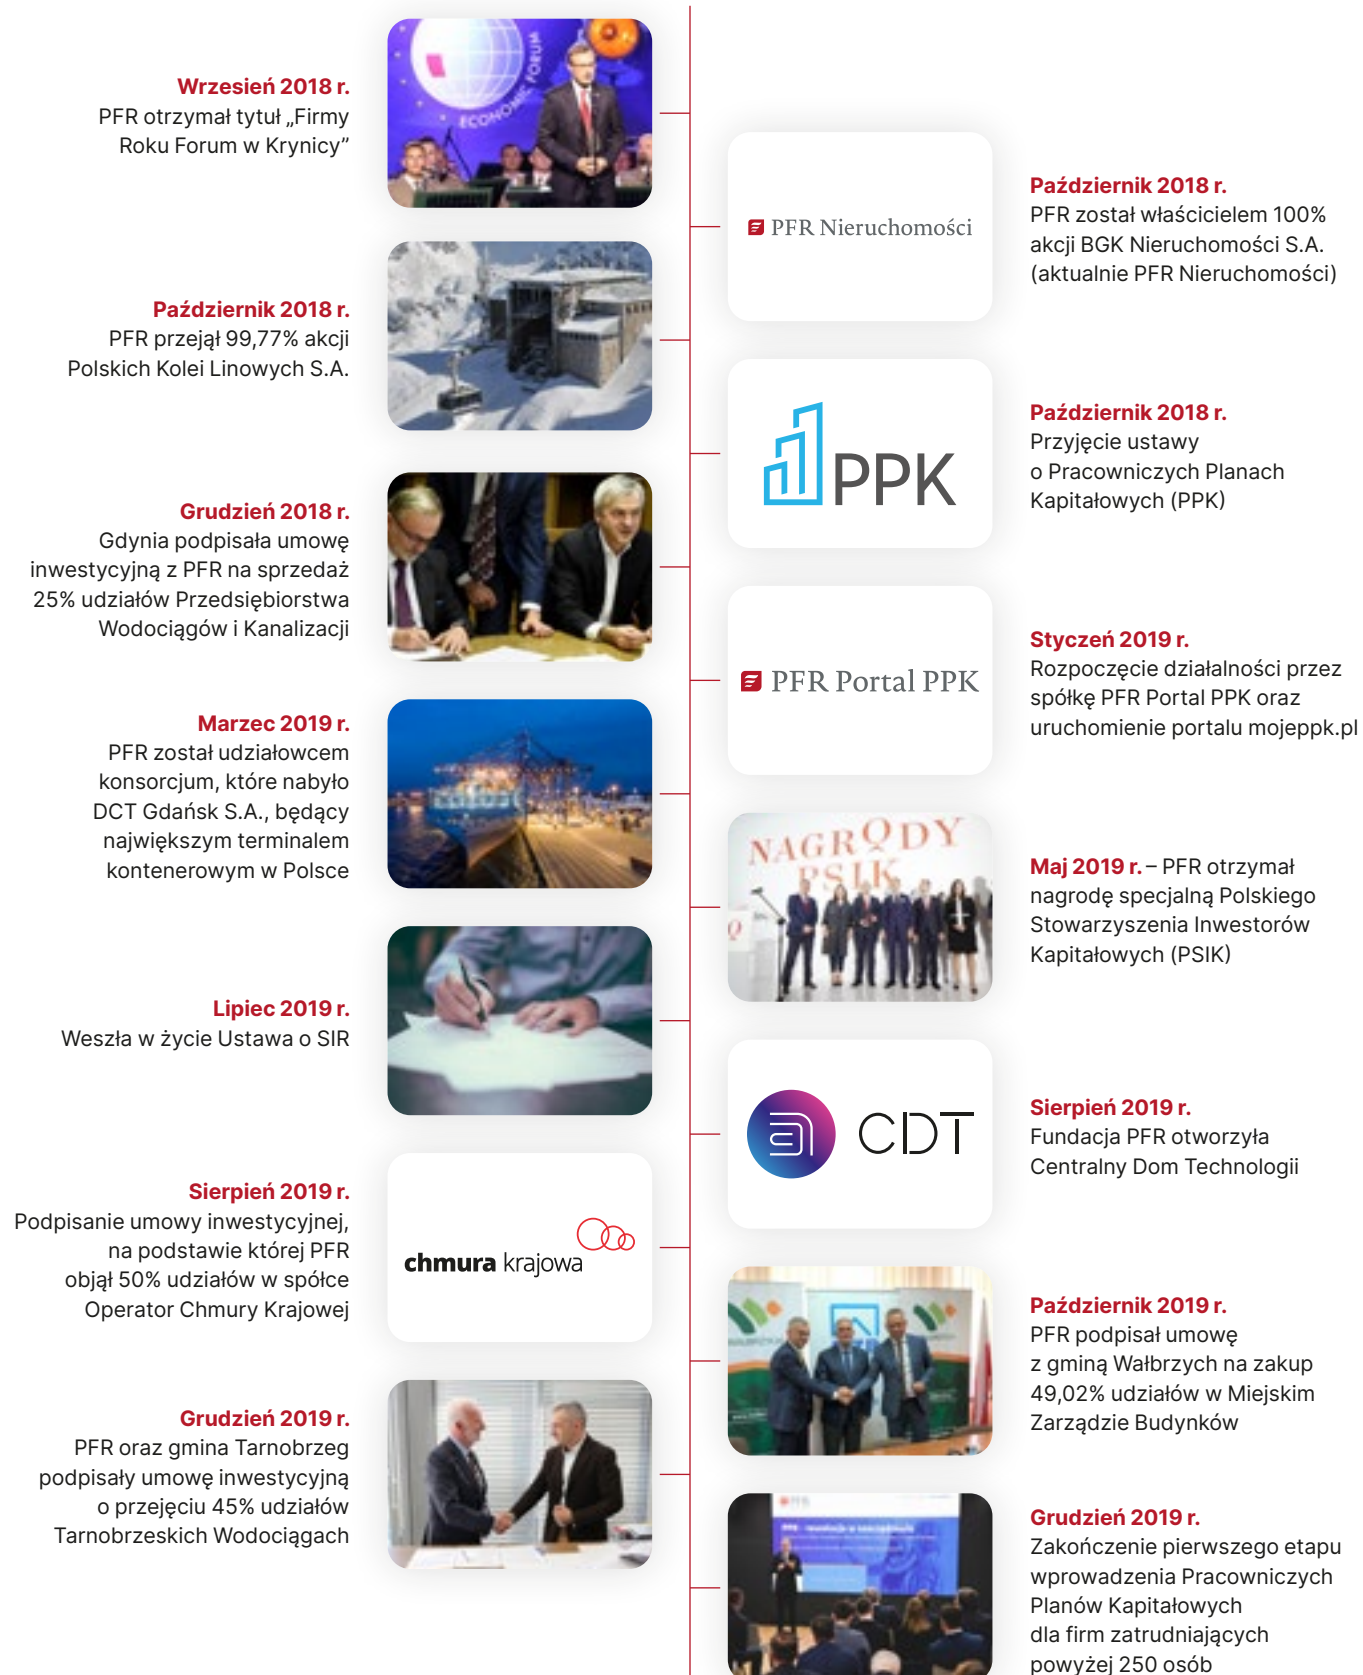 Wrzesień 2018 r.
PFR otrzymał tytuł „Firmy
Roku Forum w Krynicy”
ECONOMIC FORUM
PFR Nieruchomości
Październik 2018 r.
PFR został właścicielem 100%
akcji BGK Nieruchomości S.A.
(aktualnie PFR Nieruchomości)
Październik 2018 r.
PFR przejął 99,77% akcji
Polskich Kolei Linowych S.A.
PPK
Październik 2018 r.
Przyjęcie ustawy
o Pracowniczych Planach
Kapitałowych (PPK)
Grudzień 2018 r.
Gdynia podpisała umowę
inwestycyjną z PFR na sprzedaż
25% udziałów Przedsiębiorstwa
Wodociągów i Kanalizacji
PFR Portal PPK
Styczeń 2019 r.
Rozpoczęcie działalności przez
spółkę PFR Portal PPK oraz
uruchomienie portalu mojeppk.pl
Marzec 2019 r.
PFR został udziałowcem
konsorcjum, które nabyło
DCT Gdańsk S.A., będący
największym terminalem
kontenerowym w Polsce
NAGRODY
PSIK
Maj 2019 r. – PFR otrzymał
nagrodę specjalną Polskiego
Stowarzyszenia Inwestorów
Kapitałowych (PSIK)
Lipiec 2019 r.
Weszła w życie Ustawa o SIR
CDT
Sierpień 2019 r.
Fundacja PFR otworzyła
Centralny Dom Technologii
Sierpień 2019 r.
Podpisanie umowy inwestycyjnej,
na podstawie której PFR
objął 50% udziałów w spółce
Operator Chmury Krajowej
chmura krajowa
Październik 2019 r.
PFR podpisał umowę
z gminą Wałbrzych na zakup
49,02% udziałów w Miejskim
Zarządzie Budynków
Grudzień 2019 r.
PFR oraz gmina Tarnobrzeg
podpisały umowę inwestycyjną
o przejęciu 45% udziałów
Tarnobrzeskich Wodociągach
Grudzień 2019 r.
Zakończenie pierwszego etapu
wprowadzenia Pracowniczych
Planów Kapitałowych
dla firm zatrudniających
powyżej 250 osób